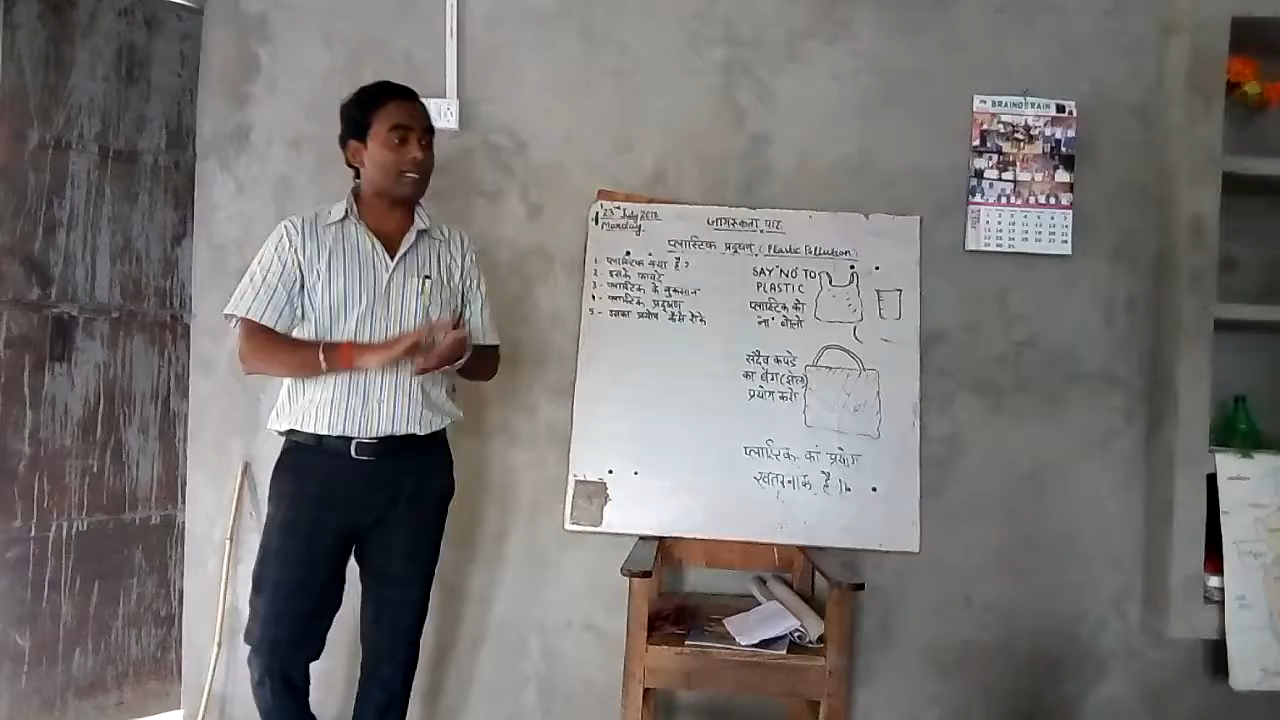 23rd July 2018
Monday
जागरूकता पाठ
प्लास्टिक प्रदूषण (Plastic Pollution)
1- प्लास्टिक क्या है?
2- इसके फायदे
3- प्लास्टिक के नुकसान
4- प्लास्टिक प्रदूषण
5- इसका प्रयोग कैसे रोकें
SAY "NO" TO
PLASTIC
प्लास्टिक को
"ना" बोलो
सदैव कपड़े
का बैग (झोला)
प्रयोग करें
प्लास्टिक का प्रयोग
खतरनाक है।
BRAINOBRAIN